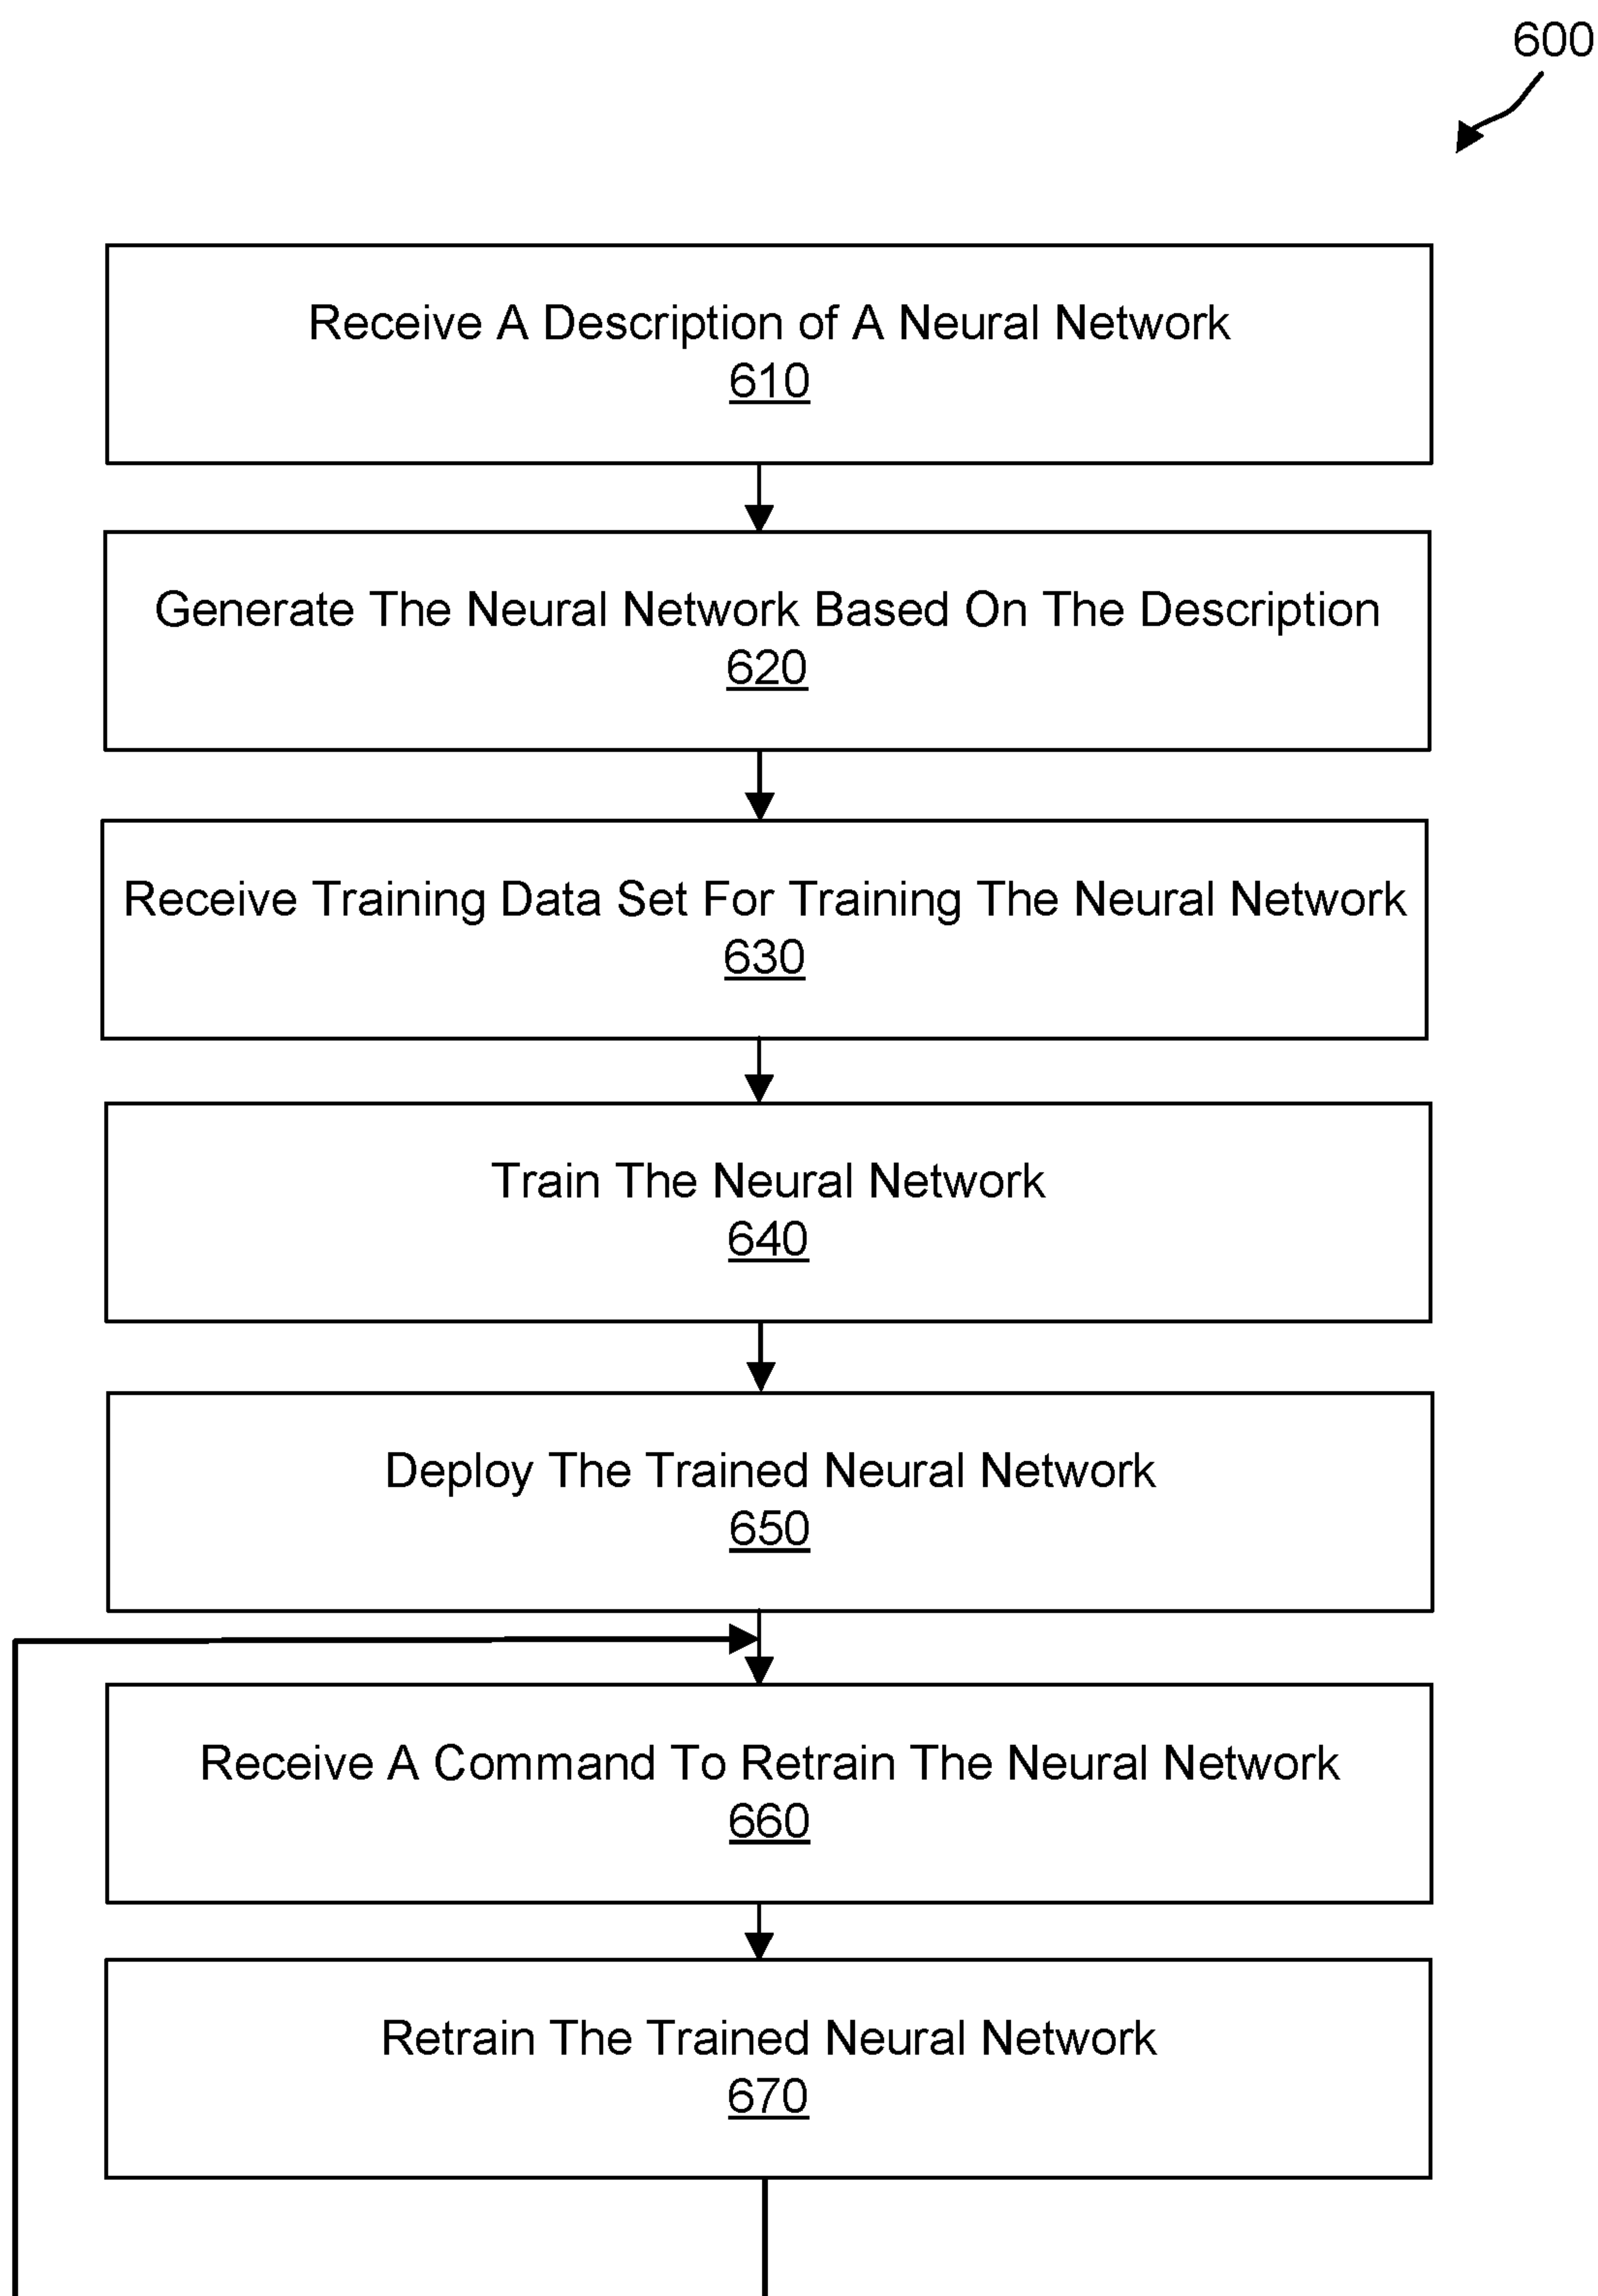 600
Receive A Description of A Neural Network
610
Generate The Neural Network Based On The Description
620
Receive Training Data Set For Training The Neural Network
630
Train The Neural Network
640
Deploy The Trained Neural Network
650
Receive A Command To Retrain The Neural Network
660
Retrain The Trained Neural Network
670